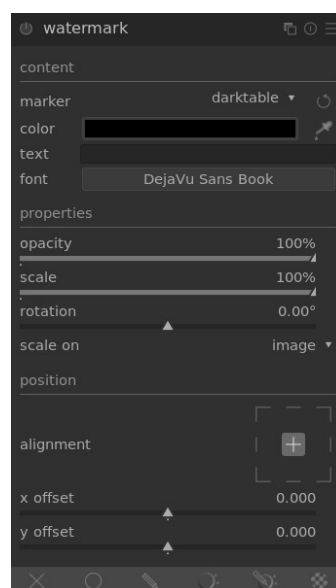 watermark
content
marker darktable
color
text
font DejaVu Sans Book
properties
opacity 100%
scale 100%
rotation 0.00°
scale on image
position
alignment
x offset 0.000
y offset 0.000